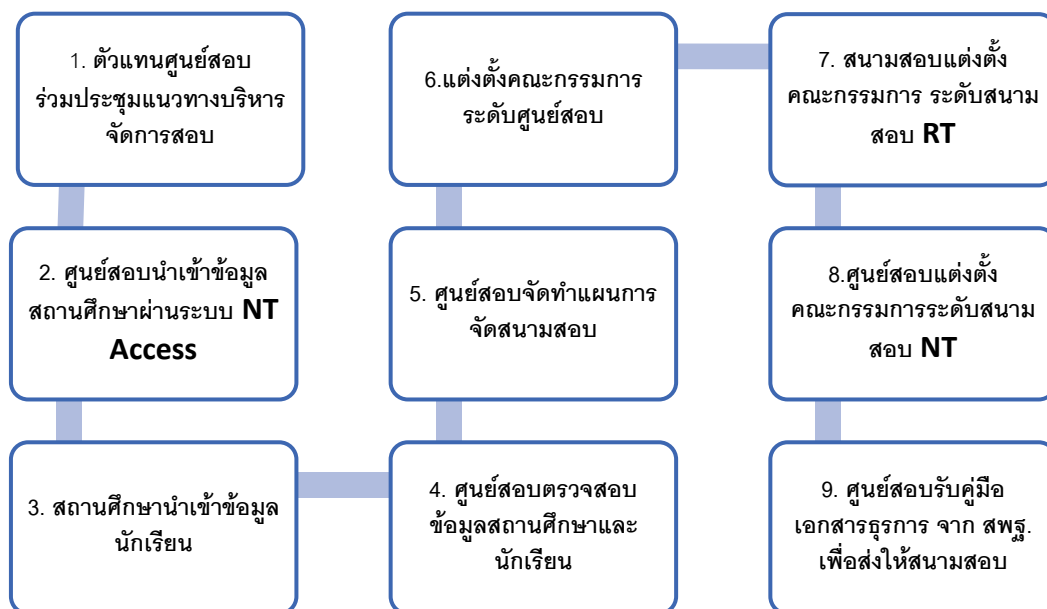 1. ตัวแทนศูนย์สอบ
ร่วมประชุมแนวทางบริหาร
จัดการสอบ
2. ศูนย์สอบนำเข้าข้อมูล
สถานศึกษาผ่านระบบ NT
Access
3. สถานศึกษานำเข้าข้อมูล
นักเรียน
4. ศูนย์สอบตรวจสอบ
ข้อมูลสถานศึกษาและ
นักเรียน
5. ศูนย์สอบจัดทำแผนการ
จัดสนามสอบ
6.แต่งตั้งคณะกรรมการ
ระดับศูนย์สอบ
7. สนามสอบแต่งตั้ง
คณะกรรมการ ระดับสนาม
สอบ RT
8.ศูนย์สอบแต่งตั้ง
คณะกรรมการระดับสนาม
สอบ NT
9. ศูนย์สอบรับคู่มือ
เอกสารธุรการ จาก สพฐ.
เพื่อส่งให้สนามสอบ